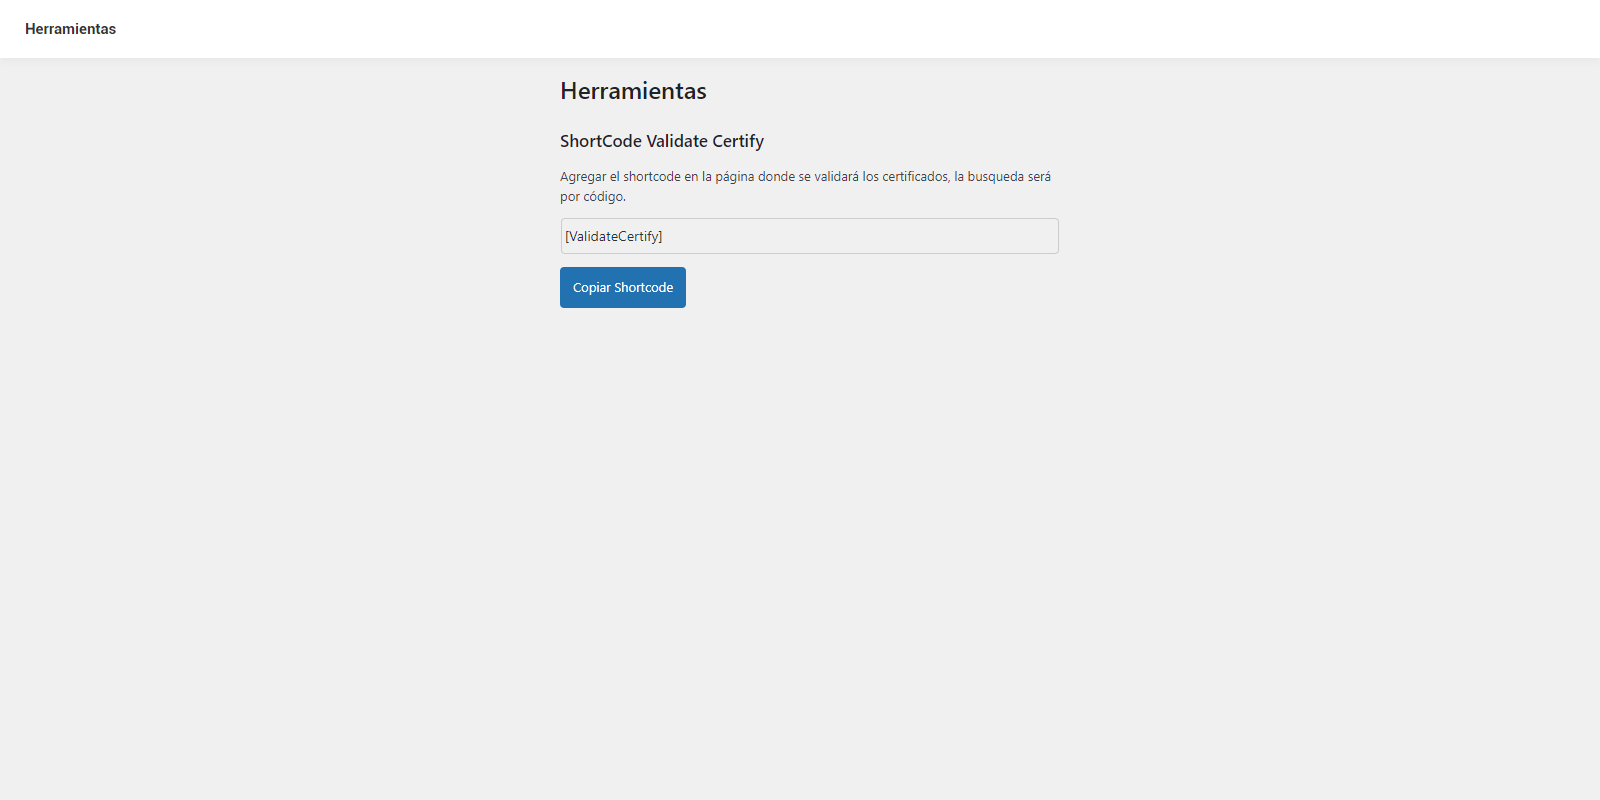 Herramientas
Herramientas
ShortCode Validate Certify
Agregar el shortcode en la página donde se validará los certificados, la busqueda será
por código.
[ValidateCertify]
Copiar Shortcode